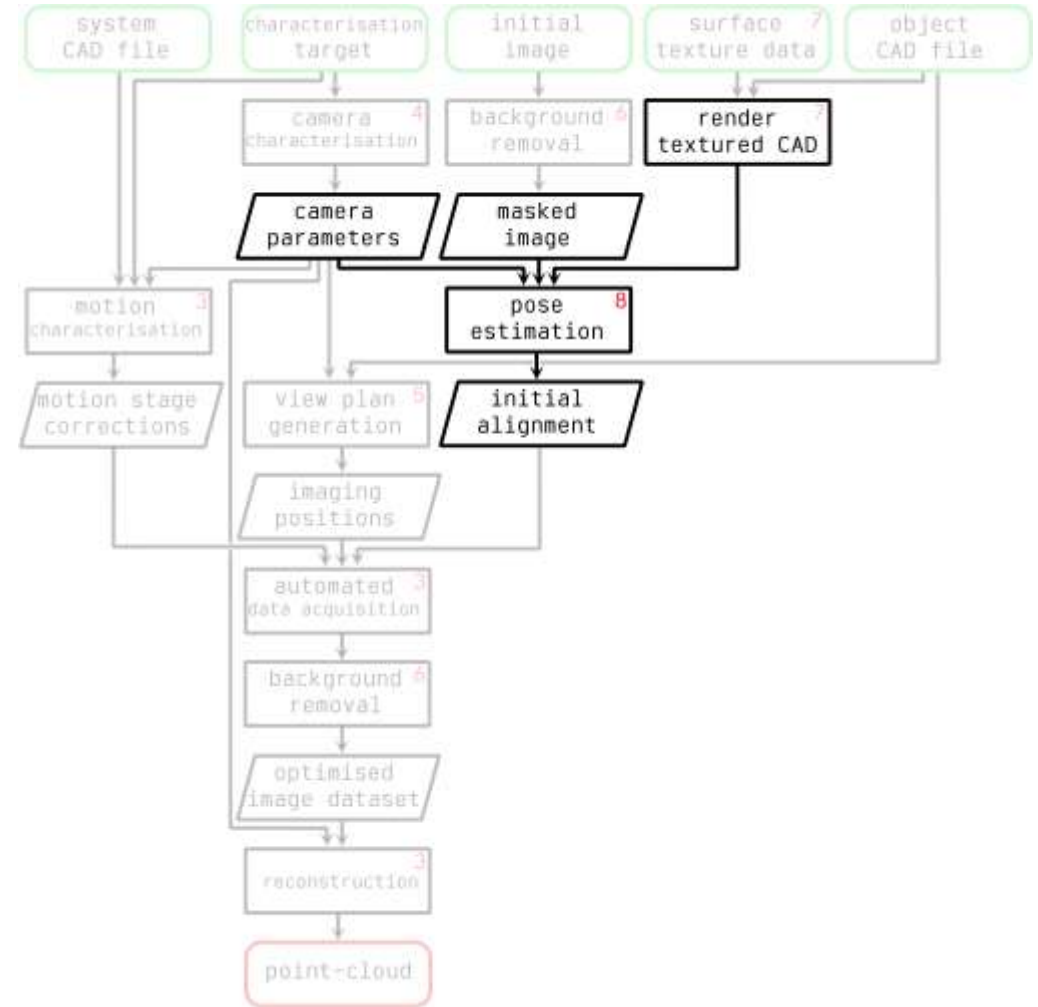 system
CAD file
characterisation
target
initial
image
surface 7
texture data
object
CAD file
camera 4
characterisation
background 6
removal
render 7
textured CAD
camera
parameters
masked
image
motion 3
characterisation
pose 8
estimation
motion stage
corrections
view plan 5
generation
initial
alignment
imaging
positions
automated 3
data acquisition
background 6
removal
optimised
image dataset
3
reconstruction
point-cloud